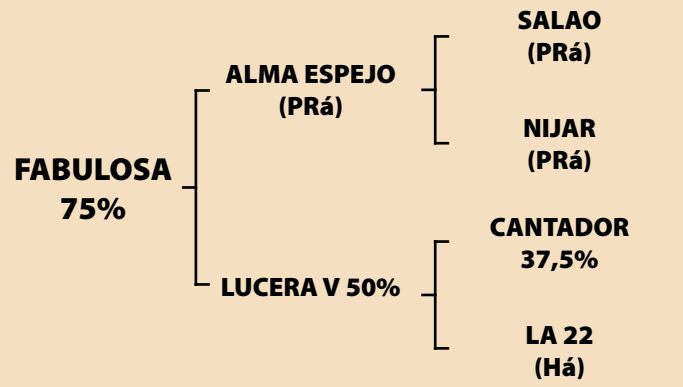 SALAO
(PRá)
ALMA ESPEJO
(PRá)
NIJAR
(PRá)
FABULOSA
75%
CANTADOR
37,5%
LUCERA V 50%
LA 22
(Há)